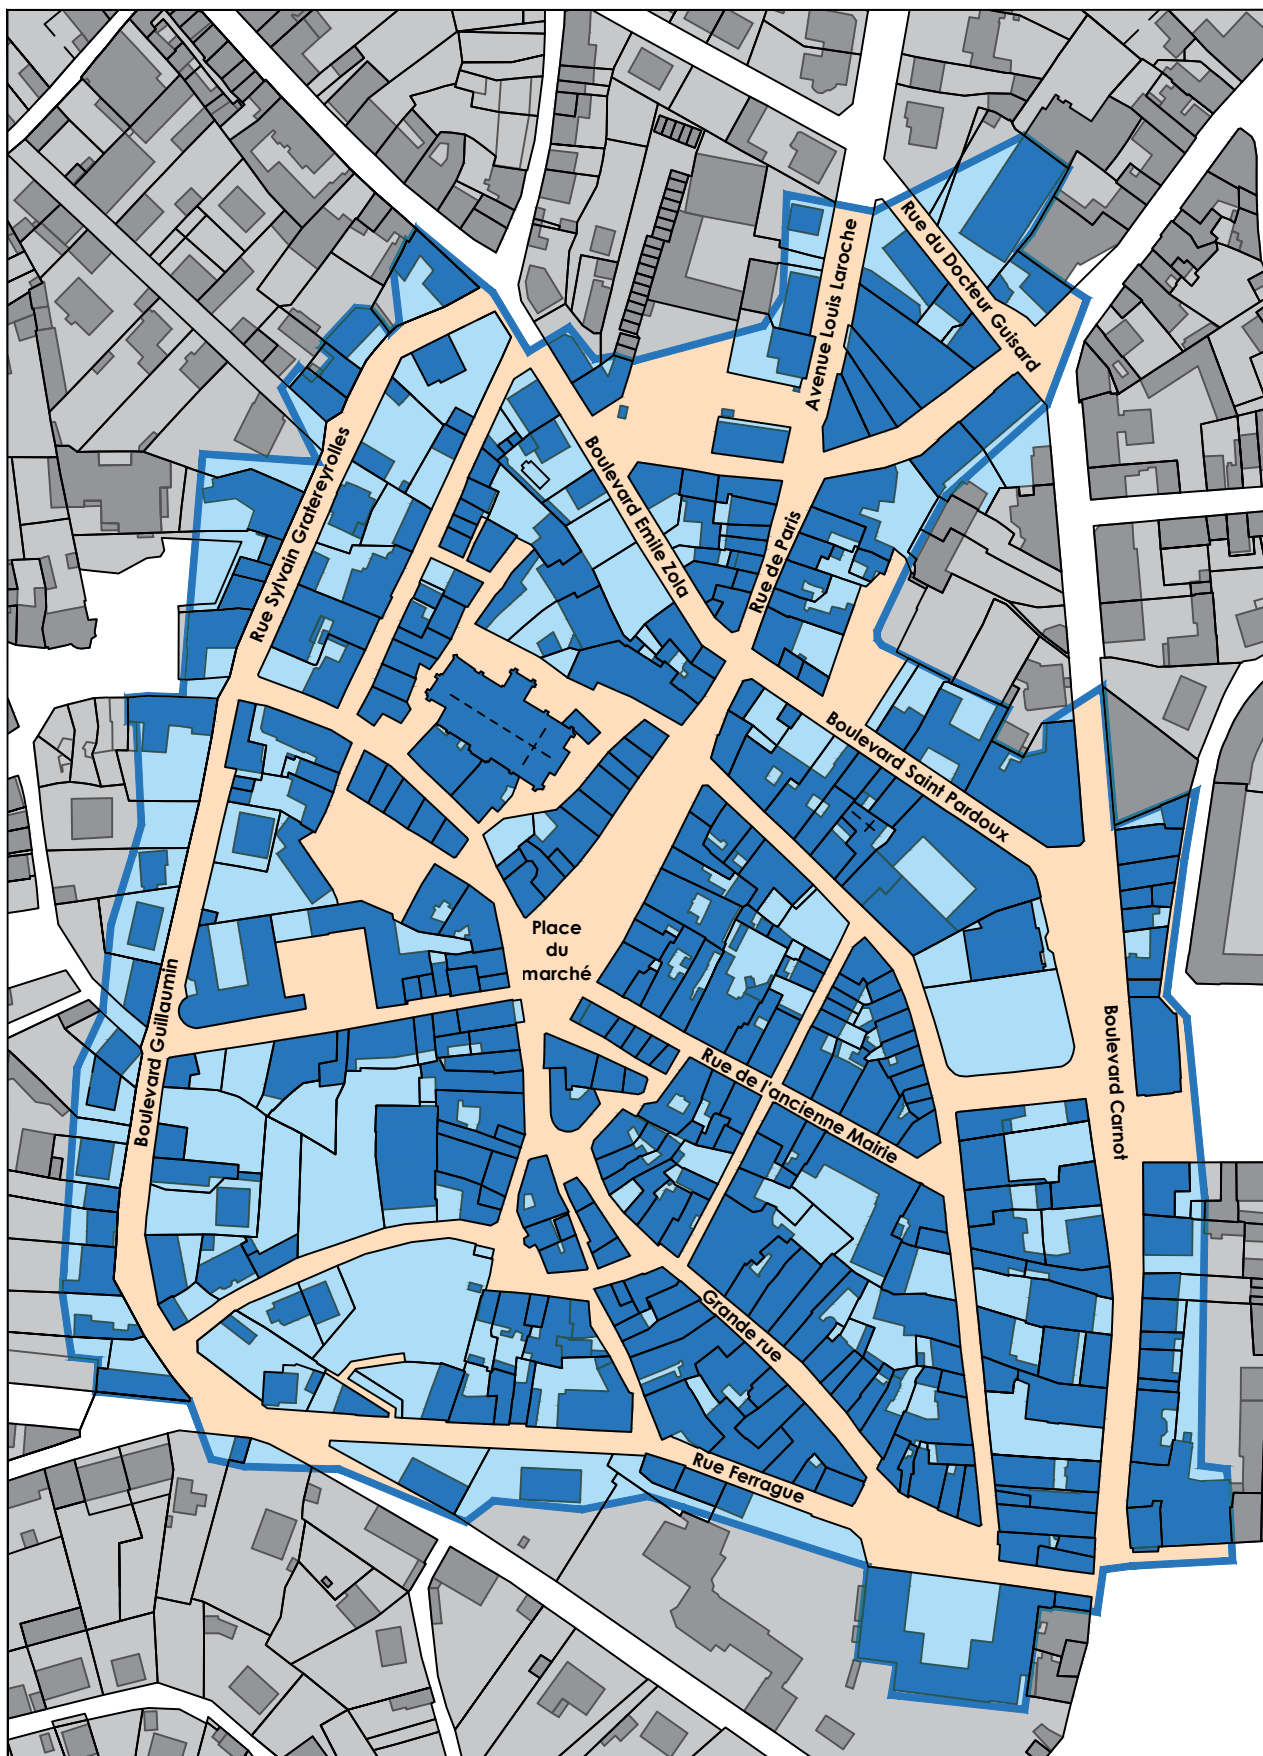 Rue du Docteur Guisard
Avenue Louis Laroche
Rue Sylvain Gratereyrolles
Boulevard Emile Zola
Rue de Paris
Boulevard Saint Pardoux
Place
du
marché
Boulevard Guillaumin
Boulevard Carnot
Rue de l'ancienne Mairie
Grande rue
Rue Ferrague